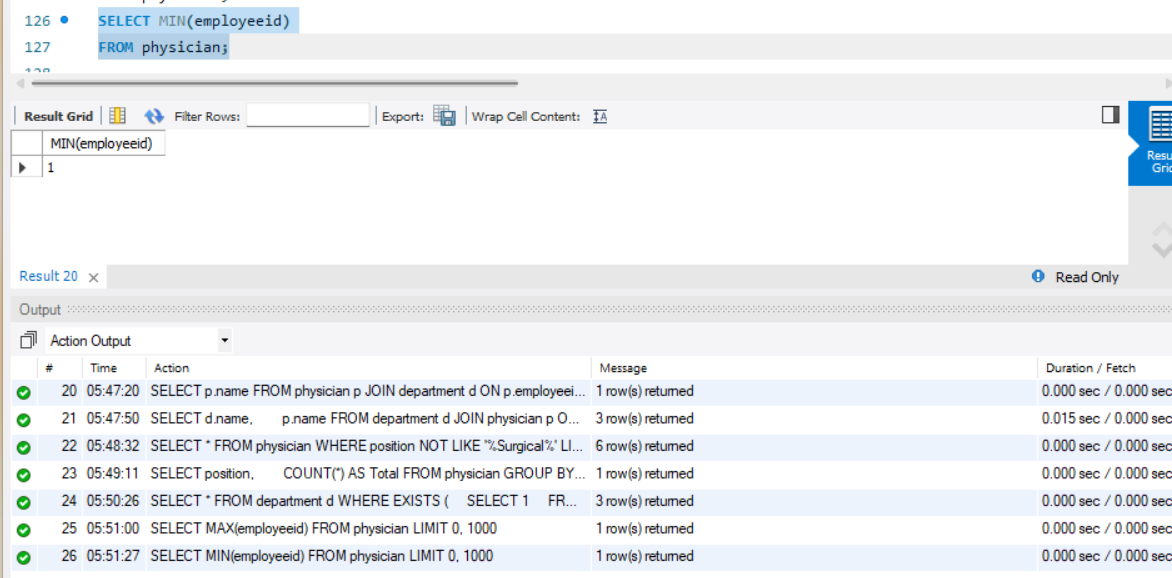 126 SELECT MIN(employeeid)
127 FROM physician;
Result Grid Filter Rows: Export: Wrap Cell Content: IA
MIN(employeeid)
1
Resu
Grid
Result 20 × Read Only
Output
Action Output
# Time Action Message Duration / Fetch
20 05:47:20 SELECT p.name FROM physician p JOIN department d ON p.employeei... 1 row(s) returned 0.000 sec / 0.000 sec
21 05:47:50 SELECT d.name, p.name FROM department d JOIN physician p O... 3 row(s) returned 0.015 sec / 0.000 sec
22 05:48:32 SELECT * FROM physician WHERE position NOT LIKE '%Surgical%' LI... 6 row(s) returned 0.000 sec / 0.000 sec
23 05:49:11 SELECT position, COUNT(*) AS Total FROM physician GROUP BY... 1 row(s) returned 0.000 sec / 0.000 sec
24 05:50:26 SELECT * FROM department d WHERE EXISTS ( SELECT 1 FR... 3 row(s) returned 0.000 sec / 0.000 sec
25 05:51:00 SELECT MAX(employeeid) FROM physician LIMIT 0, 1000 1 row(s) returned 0.000 sec / 0.000 sec
26 05:51:27 SELECT MIN(employeeid) FROM physician LIMIT 0, 1000 1 row(s) returned 0.000 sec / 0.000 sec